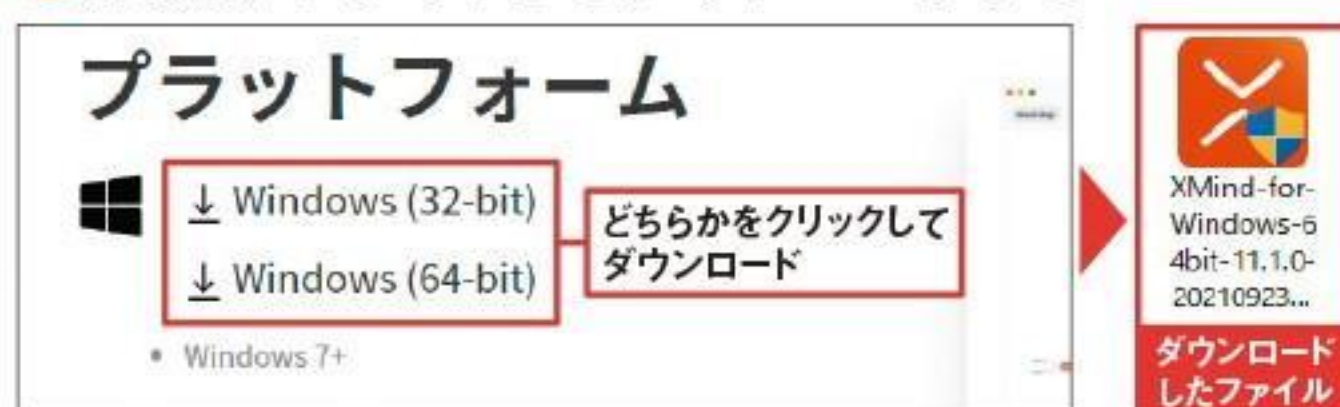 プラットフォーム
↓ Windows (32-bit)
↓ Windows (64-bit)
どちらかをクリックして
ダウンロード
• Windows 7+
XMind-for-
Windows-6
4bit-11.1.0-
20210923...
ダウンロード
したファイル